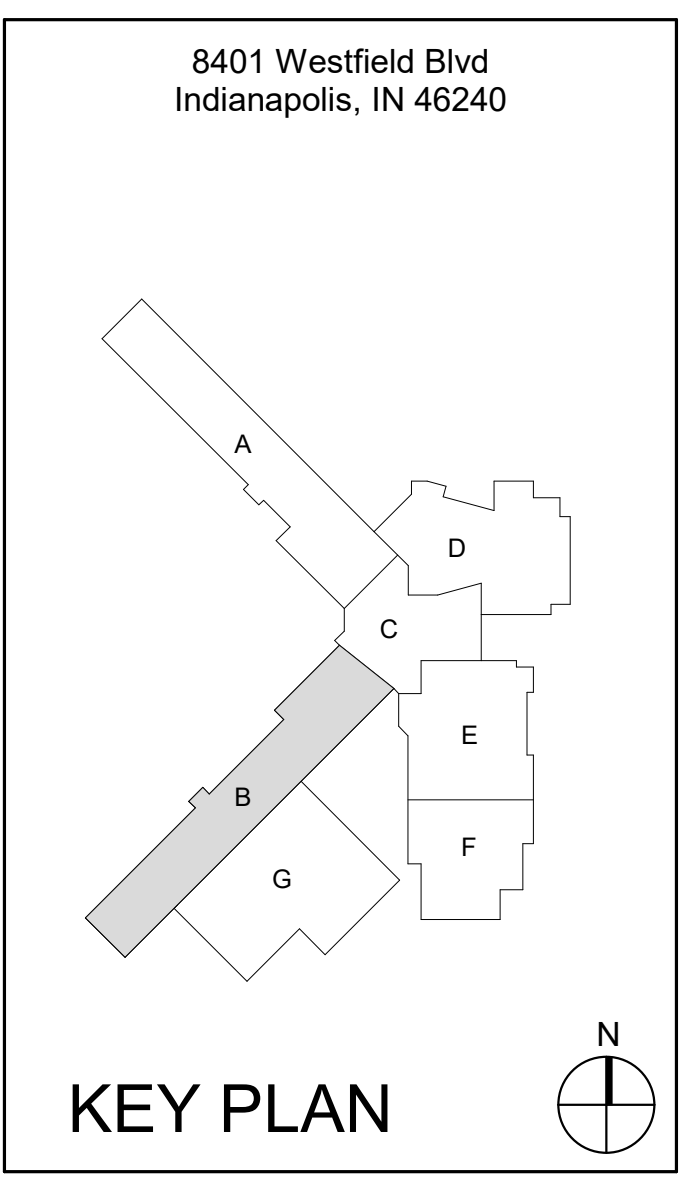 8401 Westfield Blvd
Indianapolis, IN 46240
A
D
C
E
B
F
G
N
KEY PLAN